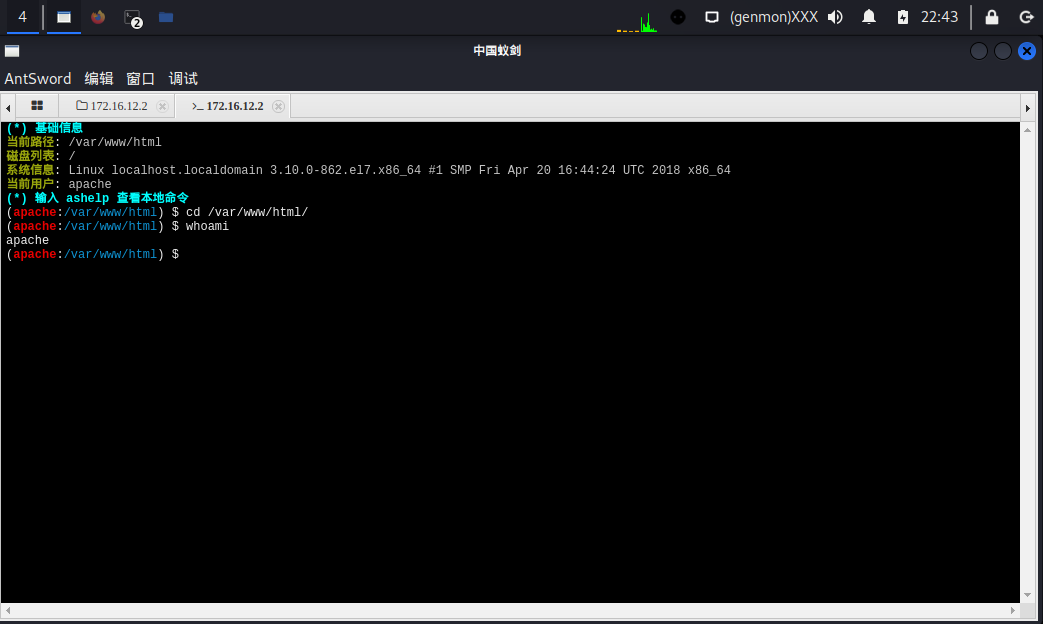 4 2 (genmon)XXX 22:43
中国蚁剑
AntSword 编辑 窗口 调试
172.16.12.2 >_ 172.16.12.2
(*) 基础信息
当前路径: /var/www/html
磁盘列表: /
系统信息: Linux localhost.localdomain 3.10.0-862.el7.x86_64 #1 SMP Fri Apr 20 16:44:24 UTC 2018 x86_64
当前用户: apache
(*) 输入 ashelp 查看本地命令
(apache:/var/www/html) $ cd /var/www/html/
(apache:/var/www/html) $ whoami
apache
(apache:/var/www/html) $